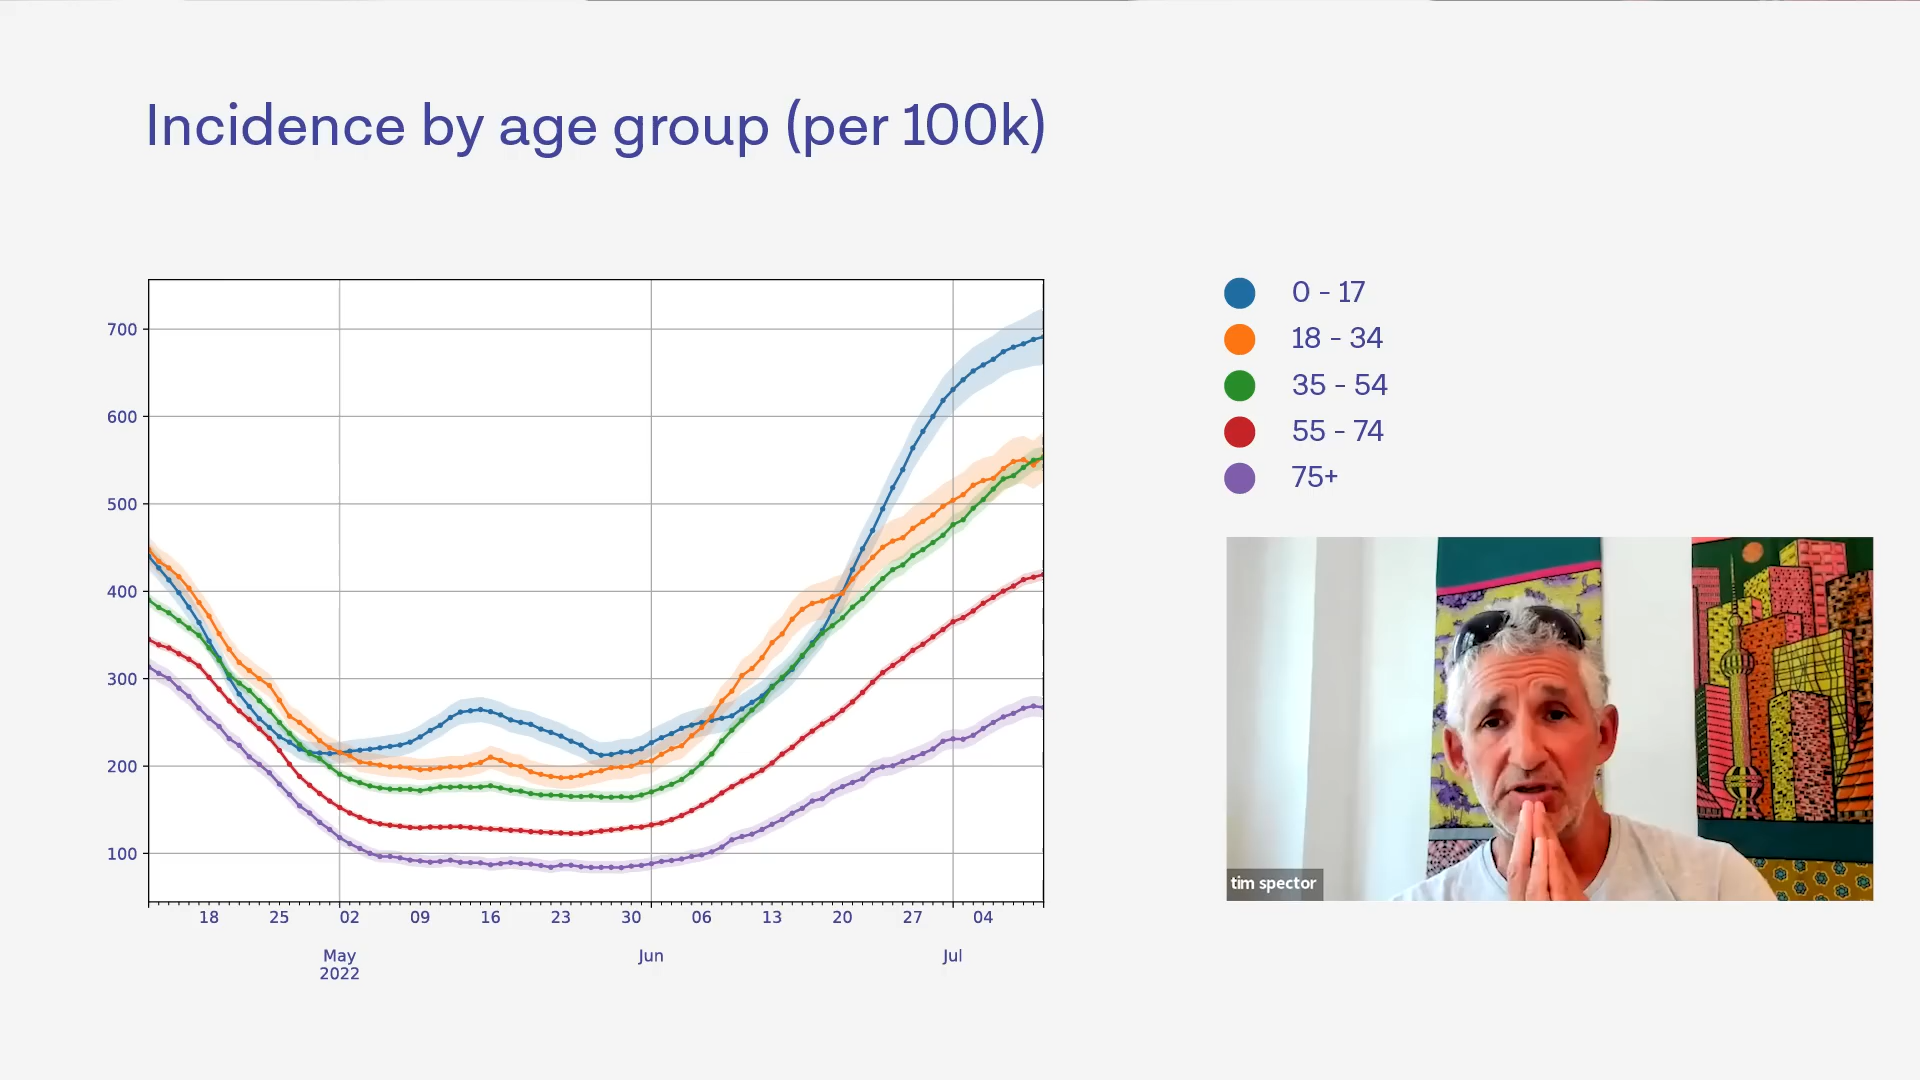 Incidence by age group (per 100k)
700
600
500
400
300
200
100
18 25 02 09 16 23 30 06 13 20 27 04
May Jun Jul
2022
0 - 17
18 - 34
35 - 54
55 - 74
75+
tim spector